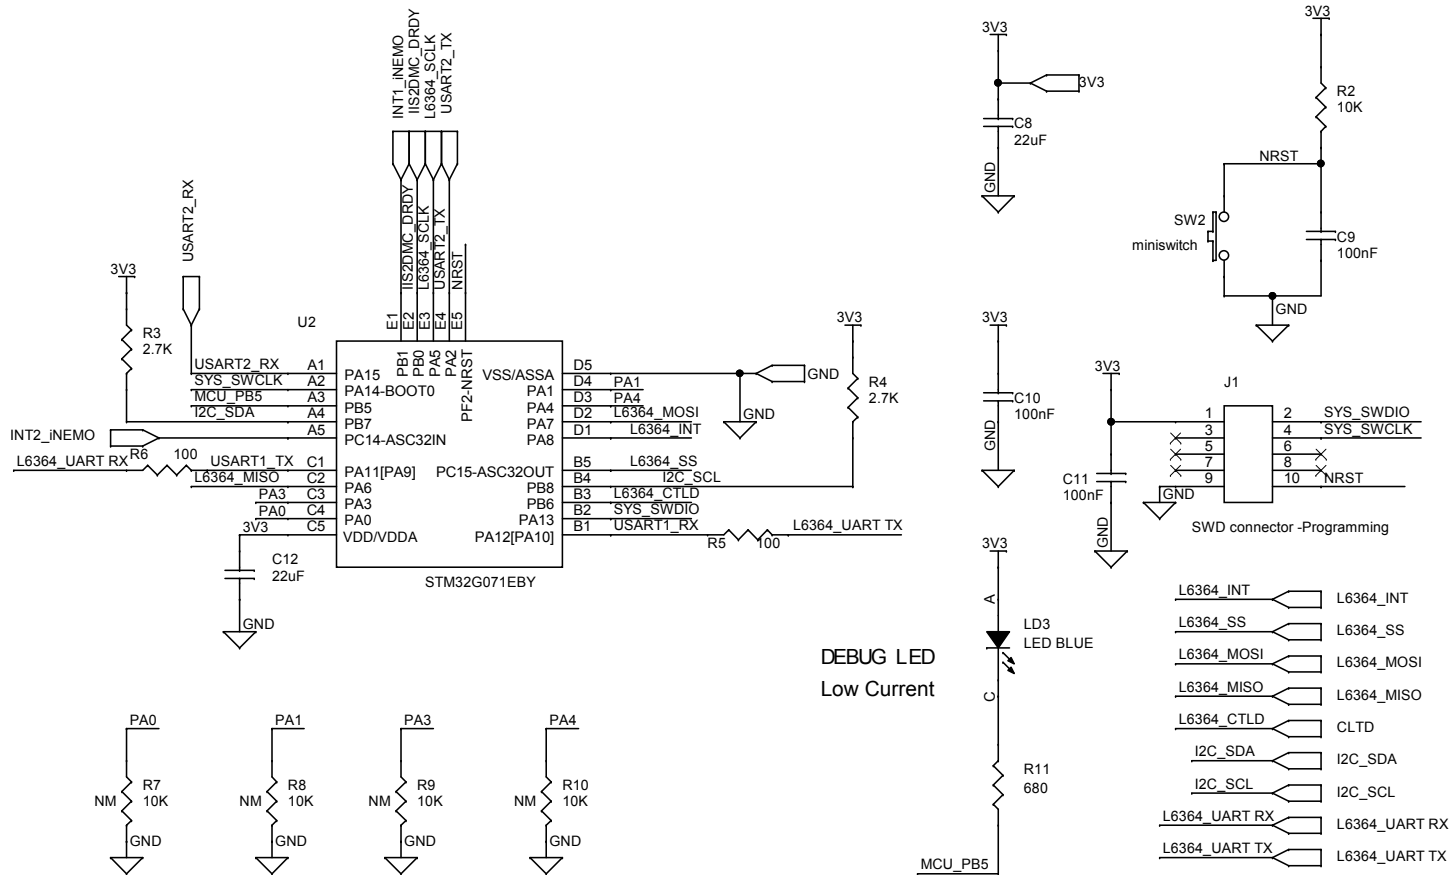 INT1_iNEMO
IIS2DMC_DRDY
L6364_SCLK
USART2_TX
USART2_RX
IIS2DMC_DRDY
L6364_SCLK
USART2_TX
NRST
E1
E2
E3
E4
E5
3V3
R3
2.7K
U2
PB1
PB0
PA5
PA2
PF2-NRST
USART2_RX A1 PA15
SYS_SWCLK A2 PA14-BOOT0
MCU_PB5 A3 PB5
I2C_SDA A4 PB7
INT2_iNEMO A5 PC14-ASC32IN
L6364_UART RX R6 100 USART1_TX C1 PA11[PA9]
L6364_MISO C2 PA6
PA3 C3 PA3
PA0 C4 PA0
3V3 C5 VDD/VDDA
C12
22uF
GND
VSS/ASSA D5 GND
PA1 D4 PA1
PA4 D3 PA4
PA7 D2 L6364_MOSI
PA8 D1 L6364_INT
GND
PC15-ASC32OUT B5 L6364_SS
PB8 B4 I2C_SCL
PB6 B3 L6364_CTLD
PA13 B2 SYS_SWDIO
PA12[PA10] B1 USART1_RX R5 100 L6364_UART TX
STM32G071EBY
3V3
R4
2.7K
3V3
3V3
C8
22uF
GND
3V3
R2
10K
NRST
SW2
miniswitch
C9
100nF
GND
3V3
C10
100nF
GND
3V3
J1
1 2 SYS_SWDIO
3 4 SYS_SWCLK
5 6
7 8
9 10 NRST
GND
C11
100nF
GND
SWD connector -Programming
3V3
A
LD3
LED BLUE
C
DEBUG LED
Low Current
R11
680
MCU_PB5
L6364_INT L6364_INT
L6364_SS L6364_SS
L6364_MOSI L6364_MOSI
L6364_MISO L6364_MISO
L6364_CTLD CLTD
I2C_SDA I2C_SDA
I2C_SCL I2C_SCL
L6364_UART RX L6364_UART RX
L6364_UART TX L6364_UART TX
PA0
R7
NM 10K
GND
PA1
R8
NM 10K
GND
PA3
R9
NM 10K
GND
PA4
R10
NM 10K
GND